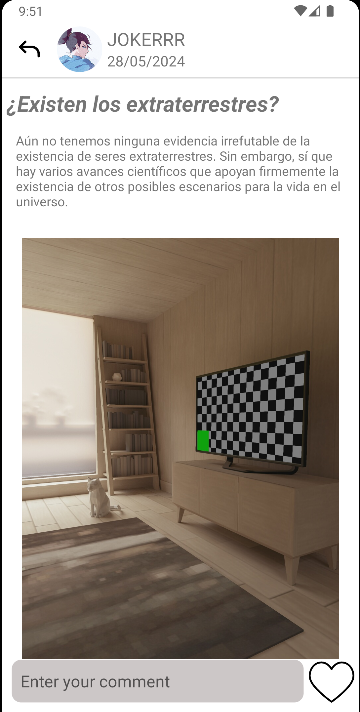 9:51
JOKERRR
28/05/2024
¿Existen los extraterrestres?
Aún no tenemos ninguna evidencia irrefutable de la
existencia de seres extraterrestres. Sin embargo, sí que
hay varios avances científicos que apoyan firmemente la
existencia de otros posibles escenarios para la vida en el
universo.
Enter your comment